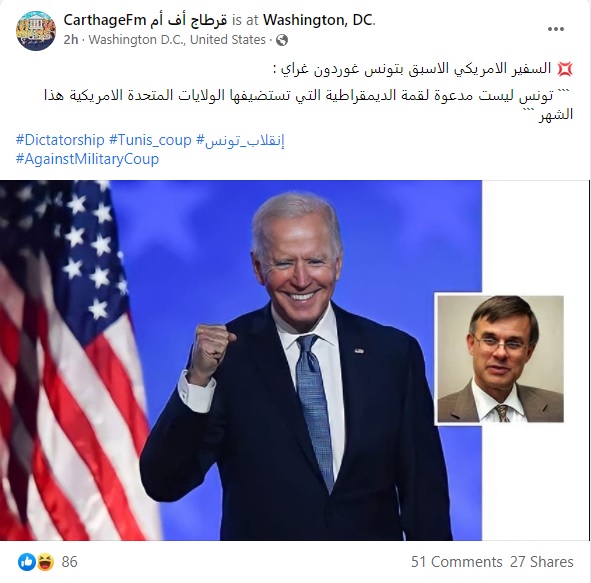 CarthageFm قرطاج أف أم is at Washington, DC.
2h · Washington D.C., United States ·
💢 السفير الامريكي الاسبق بتونس غوردون غراي :
``` تونس ليست مدعوة لقمة الديمقراطية التي تستضيفها الولايات المتحدة الامريكية هذا
الشهر ```
#Dictatorship #Tunis_coup #إنقلاب_تونس
#AgainstMilitaryCoup
86
51 Comments 27 Shares